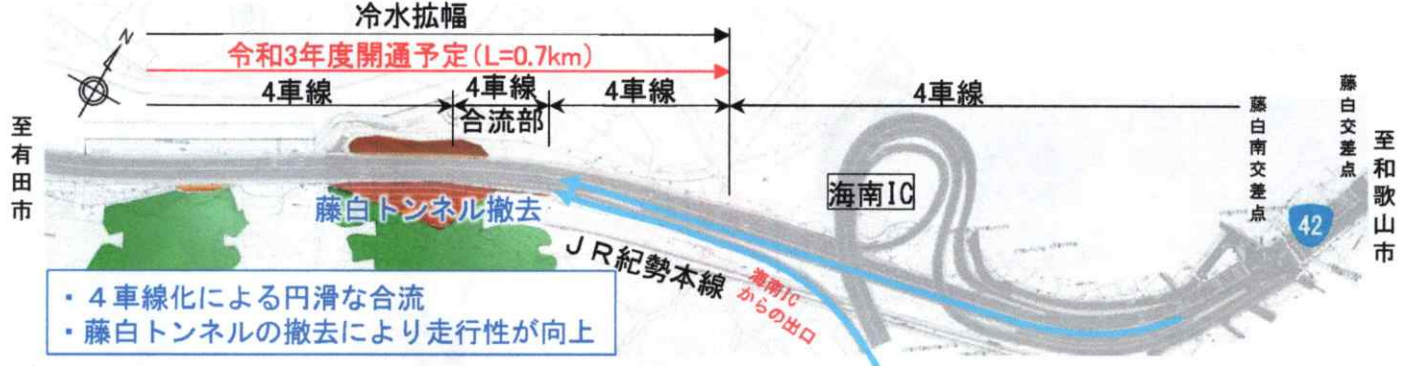 冷水拡幅
令和3年度開通予定(L=0.7km)
N
4車線
4車線
合流部
4車線
4車線
至有田市
藤白南交差点
藤白交差点
至和歌山市
海南IC
42
藤白トンネル撤去
JR紀勢本線
海南IC
からの出口
・4車線化による円滑な合流
・藤白トンネルの撤去により走行性が向上